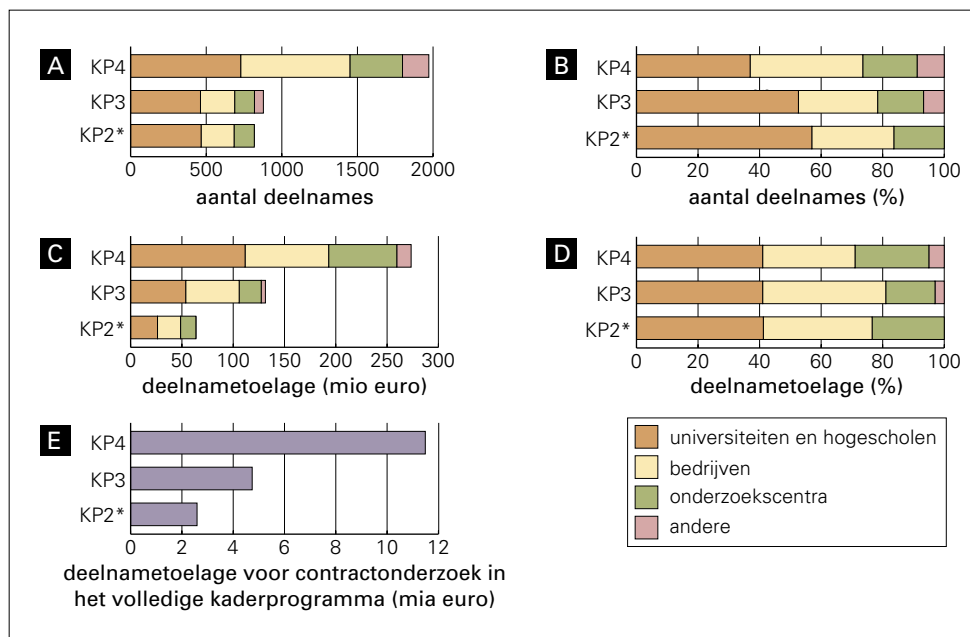 A
KP4
KP3
KP2*
0 500 1000 1500 2000
aantal deelnames
B
KP4
KP3
KP2*
0 20 40 60 80 100
aantal deelnames (%)
C
KP4
KP3
KP2*
0 50 100 150 200 250 300
deelnametoelage (mio euro)
D
KP4
KP3
KP2*
0 20 40 60 80 100
deelnametoelage (%)
E
KP4
KP3
KP2*
0 2 4 6 8 10 12
deelnametoelage voor contractonderzoek in
het volledige kaderprogramma (mia euro)
universiteiten en hogescholen
bedrijven
onderzoekscentra
andere